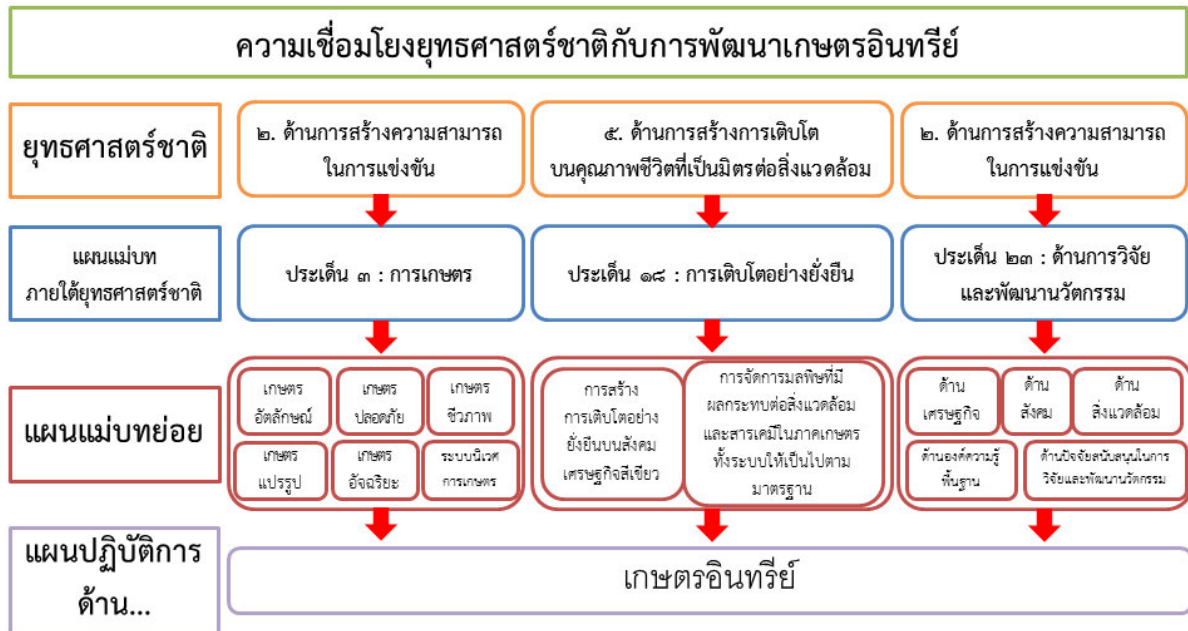 ความเชื่อมโยงยุทธศาสตร์ชาติกับการพัฒนาเกษตรอินทรีย์
ยุทธศาสตร์ชาติ
๒. ด้านการสร้างความสามารถ
ในการแข่งขัน
๕. ด้านการสร้างการเติบโต
บนคุณภาพชีวิตที่เป็นมิตรต่อสิ่งแวดล้อม
๒. ด้านการสร้างความสามารถ
ในการแข่งขัน
แผนแม่บท
ภายใต้ยุทธศาสตร์ชาติ
ประเด็น ๓ : การเกษตร
ประเด็น ๑๘ : การเติบโตอย่างยั่งยืน
ประเด็น ๒๓ : ด้านการวิจัย
และพัฒนานวัตกรรม
แผนแม่บทย่อย
เกษตร
อัตลักษณ์
เกษตร
ปลอดภัย
เกษตร
ชีวภาพ
เกษตร
แปรรูป
เกษตร
อัจฉริยะ
ระบบนิเวศ
การเกษตร
การสร้าง
การเติบโตอย่าง
ยั่งยืนบนสังคม
เศรษฐกิจสีเขียว
การจัดการมลพิษที่มี
ผลกระทบต่อสิ่งแวดล้อม
และสารเคมีในภาคเกษตร
ทั้งระบบให้เป็นไปตาม
มาตรฐาน
ด้าน
เศรษฐกิจ
ด้าน
สังคม
ด้าน
สิ่งแวดล้อม
ด้านองค์ความรู้
พื้นฐาน
ด้านปัจจัยสนับสนุนในการ
วิจัยและพัฒนานวัตกรรม
แผนปฏิบัติการ
ด้าน...
เกษตรอินทรีย์